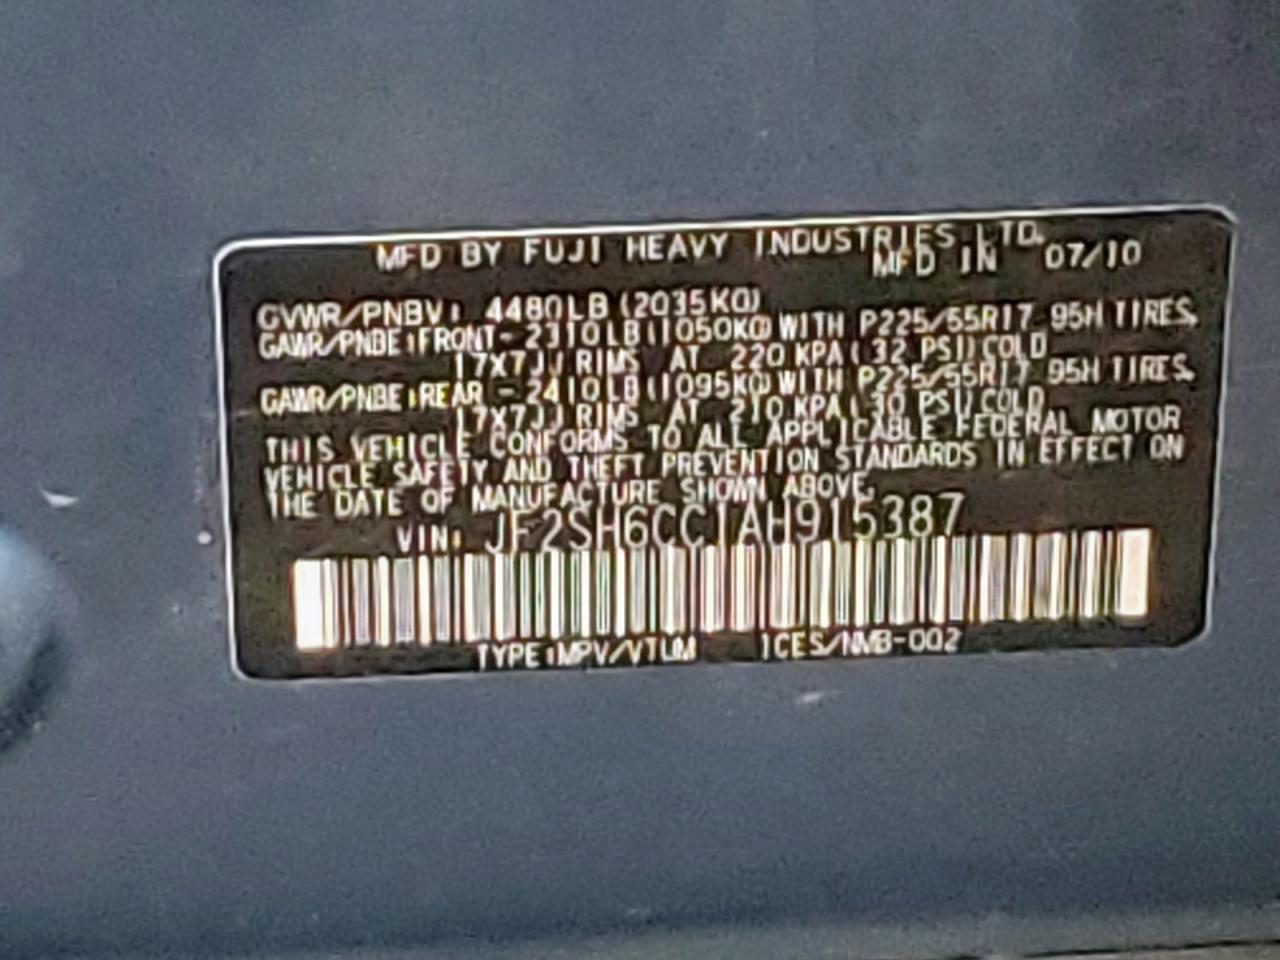 MFD BY FUJI HEAVY INDUSTRIES LTD.
MFD IN 07/10
GVWR/PNBV: 4480LB (2035KG)
GAWR/PNBE:FRONT- 2310LB(1050KG) WITH P225/55R17 95H TIRES,
17X7JJ RIMS AT 220 KPA( 32 PSI) COLD
GAWR/PNBE:REAR - 2410LB(1095KG) WITH P225/55R17 95H TIRES,
17X7JJ RIMS AT 210 KPA( 30 PSI) COLD
THIS VEHICLE CONFORMS TO ALL APPLICABLE FEDERAL MOTOR
VEHICLE SAFETY AND THEFT PREVENTION STANDARDS IN EFFECT ON
THE DATE OF MANUFACTURE SHOWN ABOVE.
VIN: JF2SH6CC1AH915387
TYPE:MPV/VTUM ICES/NMB-002